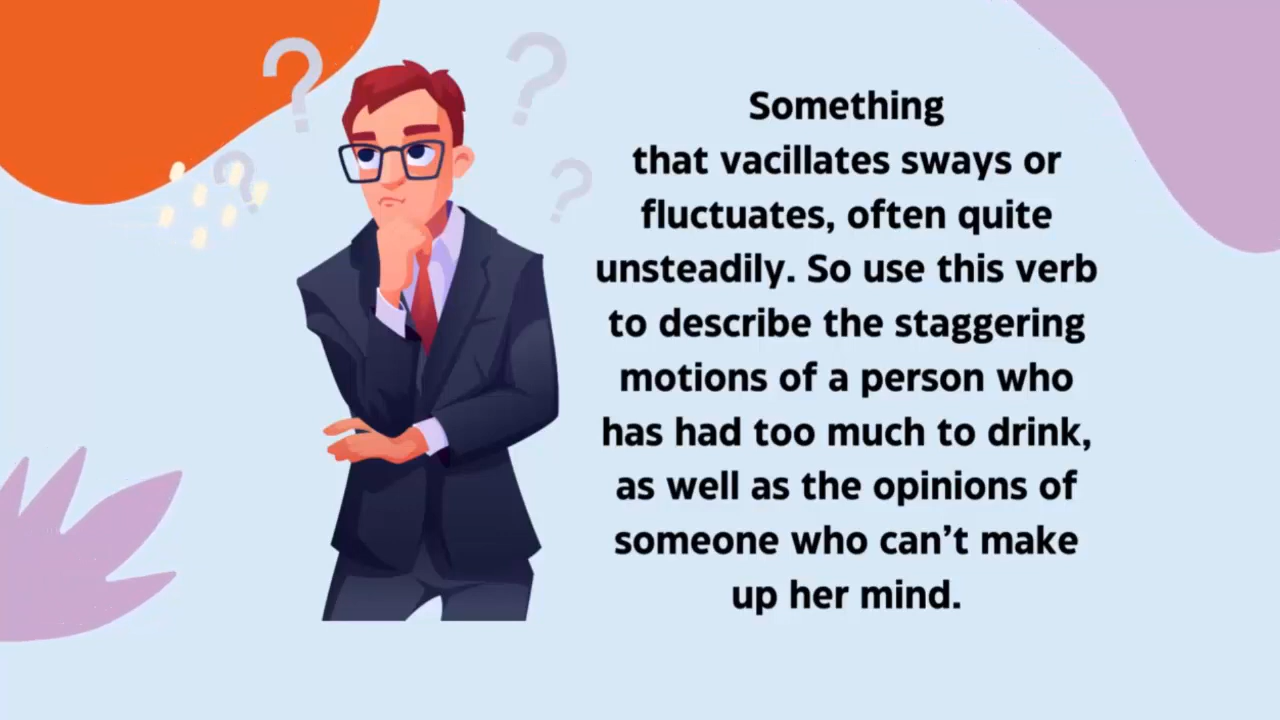 Something
that vacillates sways or
fluctuates, often quite
unsteadily. So use this verb
to describe the staggering
motions of a person who
has had too much to drink,
as well as the opinions of
someone who can’t make
up her mind.